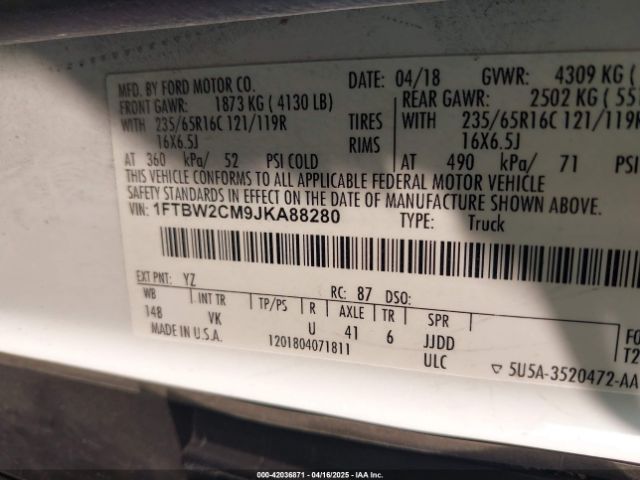 MFD. BY FORD MOTOR CO. DATE: 04/18 GVWR: 4309 KG (
FRONT GAWR: 1873 KG ( 4130 LB) REAR GAWR: 2502 KG ( 55
WITH 235/65R16C 121/119R TIRES WITH 235/65R16C 121/119R
16X6.5J RIMS 16X6.5J
AT 360 kPa/ 52 PSI COLD AT 490 kPa/ 71 PSI
THIS VEHICLE CONFORMS TO ALL APPLICABLE FEDERAL MOTOR VEHICLE
SAFETY STANDARDS IN EFFECT ON THE DATE OF MANUFACTURE SHOWN ABOVE.
VIN: 1FTBW2CM9JKA88280 TYPE: Truck
EXT PNT: YZ RC: 87 DSO:
WB INT TR TP/PS R AXLE TR SPR
148 VK U 41 6 JJDD
MADE IN U.S.A. 1201804071811 ULC
F0
T2
▽ 5U5A-3520472-AA
000-42036871 - 04/16/2025 - IAA Inc.